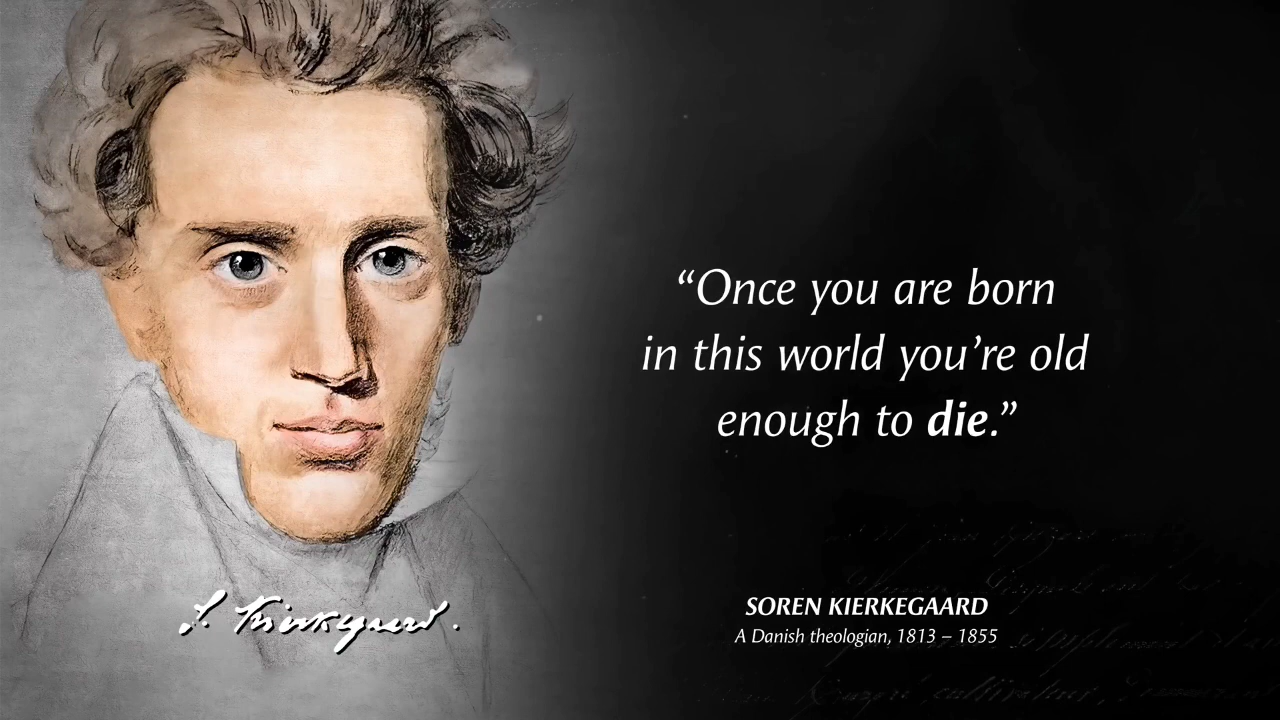 “Once you are born
in this world you’re old
enough to die.”
S. Kierkegaard.
SOREN KIERKEGAARD
A Danish theologian, 1813 – 1855